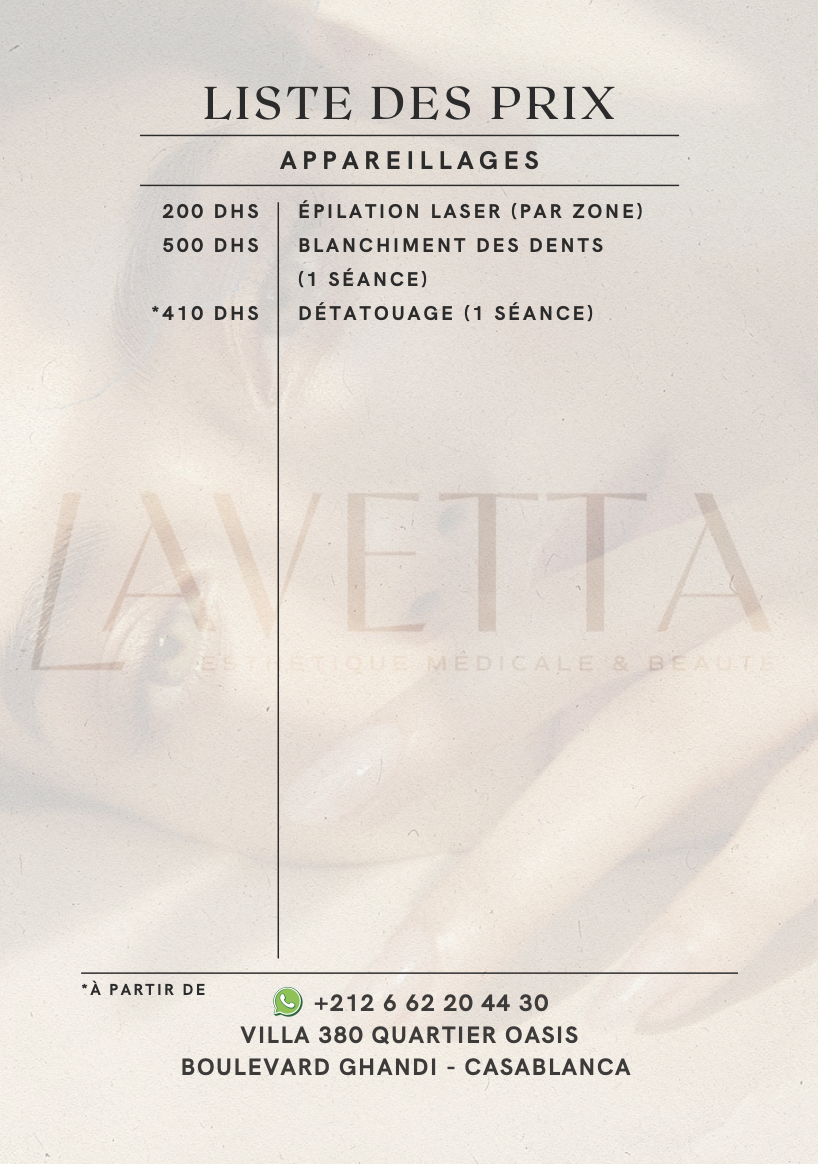 LISTE DES PRIX
APPAREILLAGES
200 DHS ÉPILATION LASER (PAR ZONE)
500 DHS BLANCHIMENT DES DENTS
(1 SÉANCE)
*410 DHS DÉTATOUAGE (1 SÉANCE)
LAVETTA
ESTHÉTIQUE MÉDICALE & BEAUTÉ
*À PARTIR DE
+212 6 62 20 44 30
VILLA 380 QUARTIER OASIS
BOULEVARD GHANDI - CASABLANCA